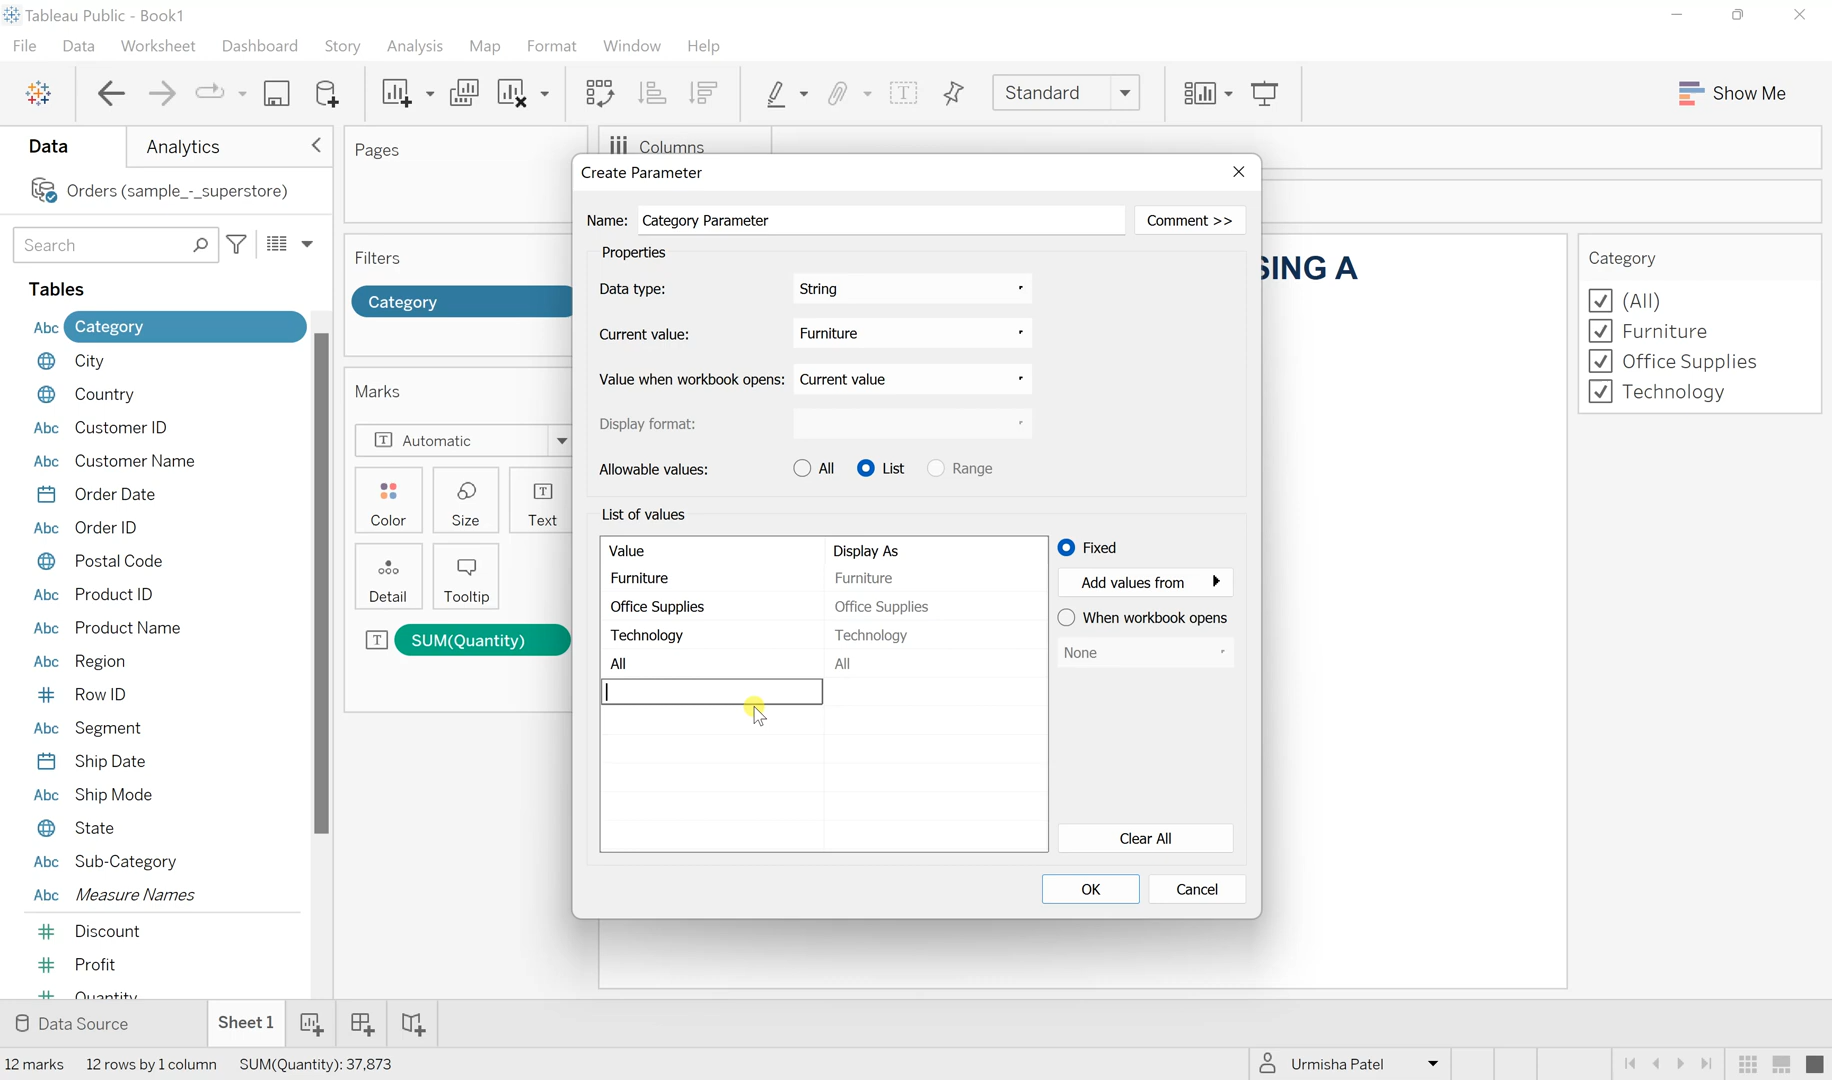 Tableau Public - Book1
File Data Worksheet Dashboard Story Analysis Map Format Window Help
Standard
Show Me
Data
Analytics
Orders (sample_-_superstore)
Search
Tables
Abc Category
City
Country
Abc Customer ID
Abc Customer Name
Order Date
Abc Order ID
Postal Code
Abc Product ID
Abc Product Name
Abc Region
# Row ID
Abc Segment
Ship Date
Abc Ship Mode
State
Abc Sub-Category
Abc Measure Names
# Discount
# Profit
# Quantity
Pages
Filters
Category
Marks
T Automatic
Color
Size
T Text
Detail
Tooltip
T SUM(Quantity)
Columns
SING A
Create Parameter
Name: Category Parameter
Comment >>
Properties
Data type: String
Current value: Furniture
Value when workbook opens: Current value
Display format:
Allowable values: All List Range
List of values
Value Display As
Furniture Furniture
Office Supplies Office Supplies
Technology Technology
All All
Fixed
Add values from
When workbook opens
None
Clear All
OK
Cancel
Category
(All)
Furniture
Office Supplies
Technology
Data Source
Sheet 1
12 marks 12 rows by 1 column SUM(Quantity): 37,873
Urmisha Patel